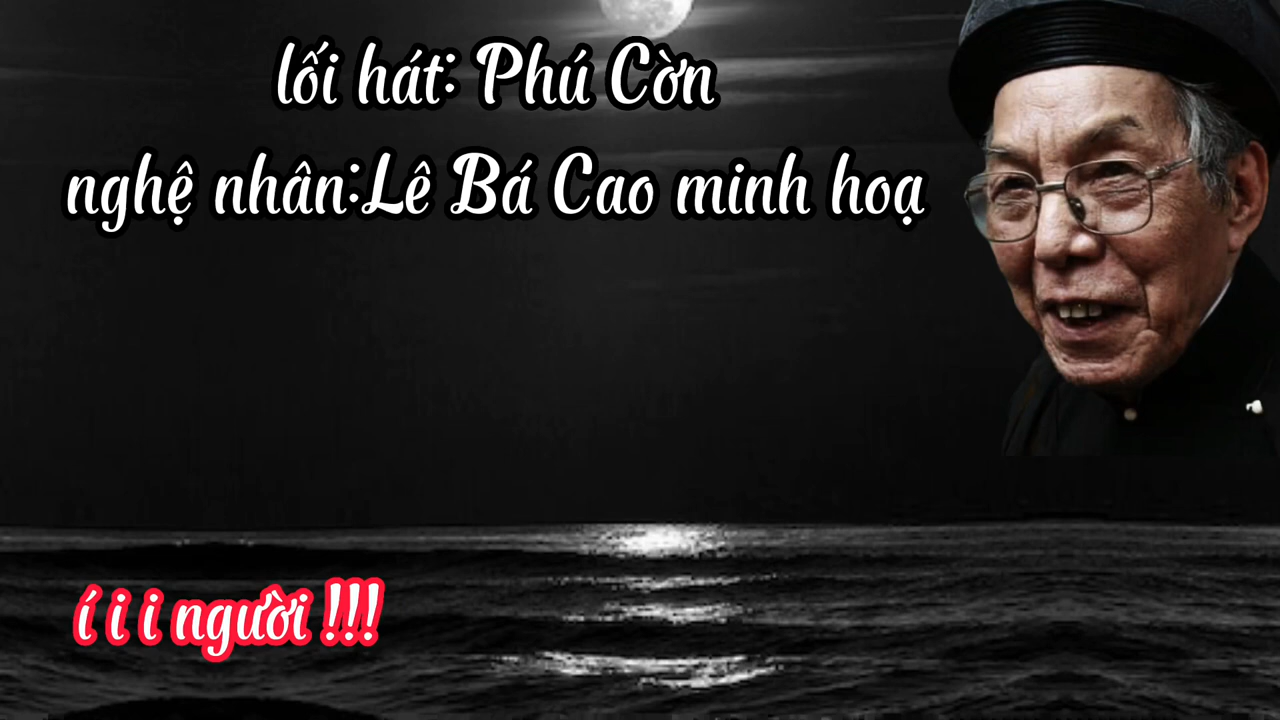 lối hát: Phú Cờn
nghệ nhân:Lê Bá Cao minh hoạ
í i i người !!!